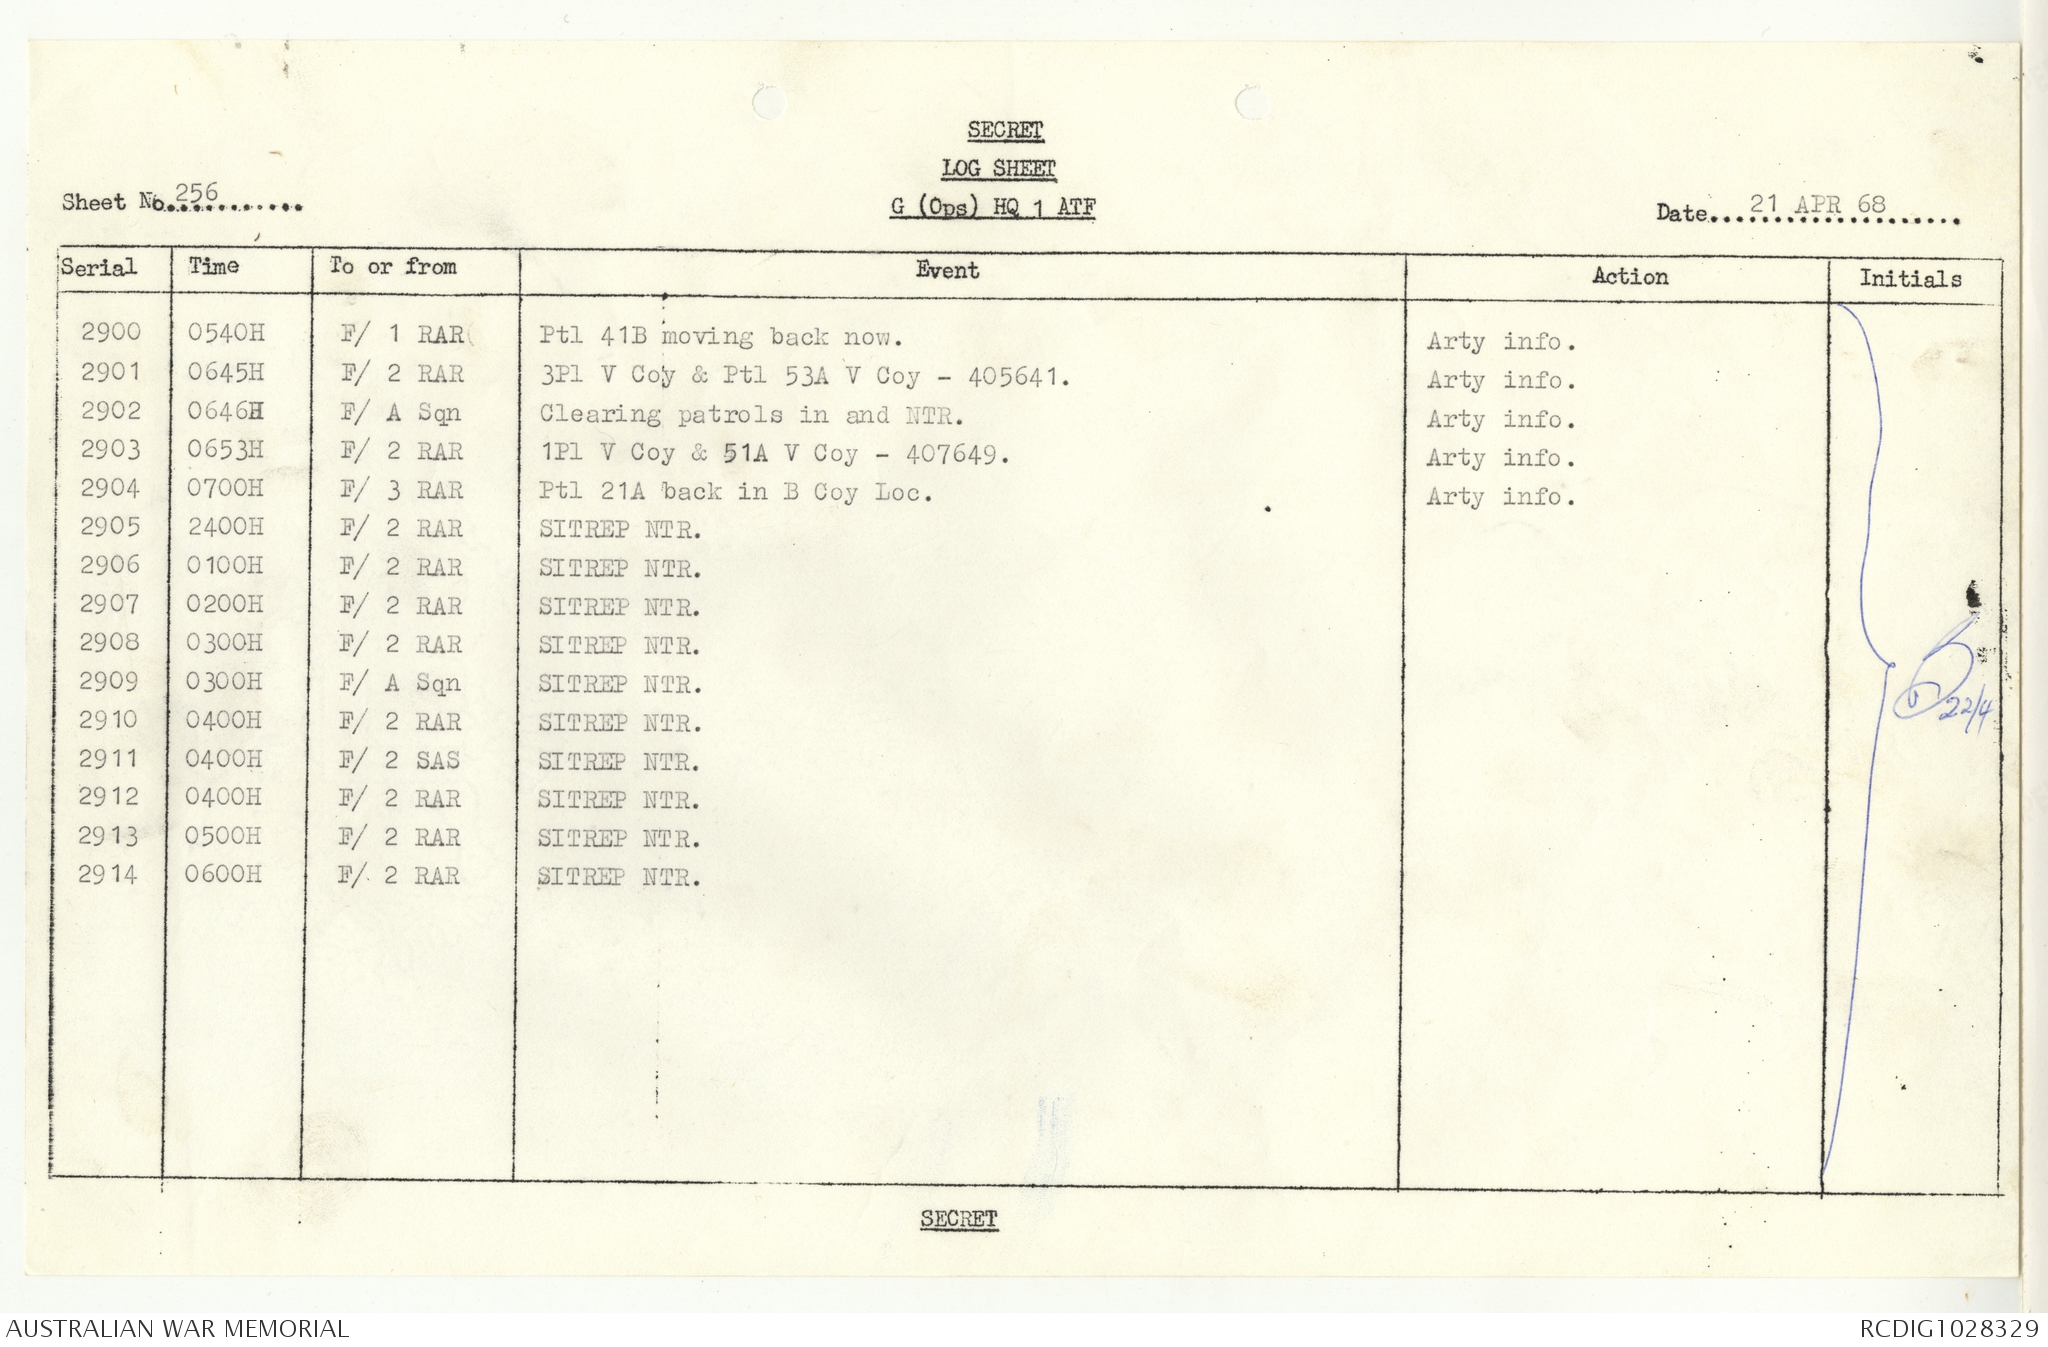 SECRET
LOG SHEET
Sheet No. 256
G (Ops) HQ 1 ATF
Date 21 APR 68
Serial Time To or from Event Action Initials
2900 0540H F/ 1 RAR Ptl 41B moving back now. Arty info.
2901 0645H F/ 2 RAR 3Pl V Coy & Ptl 53A V Coy - 405641. Arty info.
2902 0646H F/ A Sqn Clearing patrols in and NTR. Arty info.
2903 0653H F/ 2 RAR 1Pl V Coy & 51A V Coy - 407649. Arty info.
2904 0700H F/ 3 RAR Ptl 21A back in B Coy Loc. Arty info.
2905 2400H F/ 2 RAR SITREP NTR.
2906 0100H F/ 2 RAR SITREP NTR.
2907 0200H F/ 2 RAR SITREP NTR.
2908 0300H F/ 2 RAR SITREP NTR.
2909 0300H F/ A Sqn SITREP NTR.
2910 0400H F/ 2 RAR SITREP NTR.
22/4
2911 0400H F/ 2 SAS SITREP NTR.
2912 0400H F/ 2 RAR SITREP NTR.
2913 0500H F/ 2 RAR SITREP NTR.
2914 0600H F/ 2 RAR SITREP NTR.
SECRET
AUSTRALIAN WAR MEMORIAL
RCDIG1028329